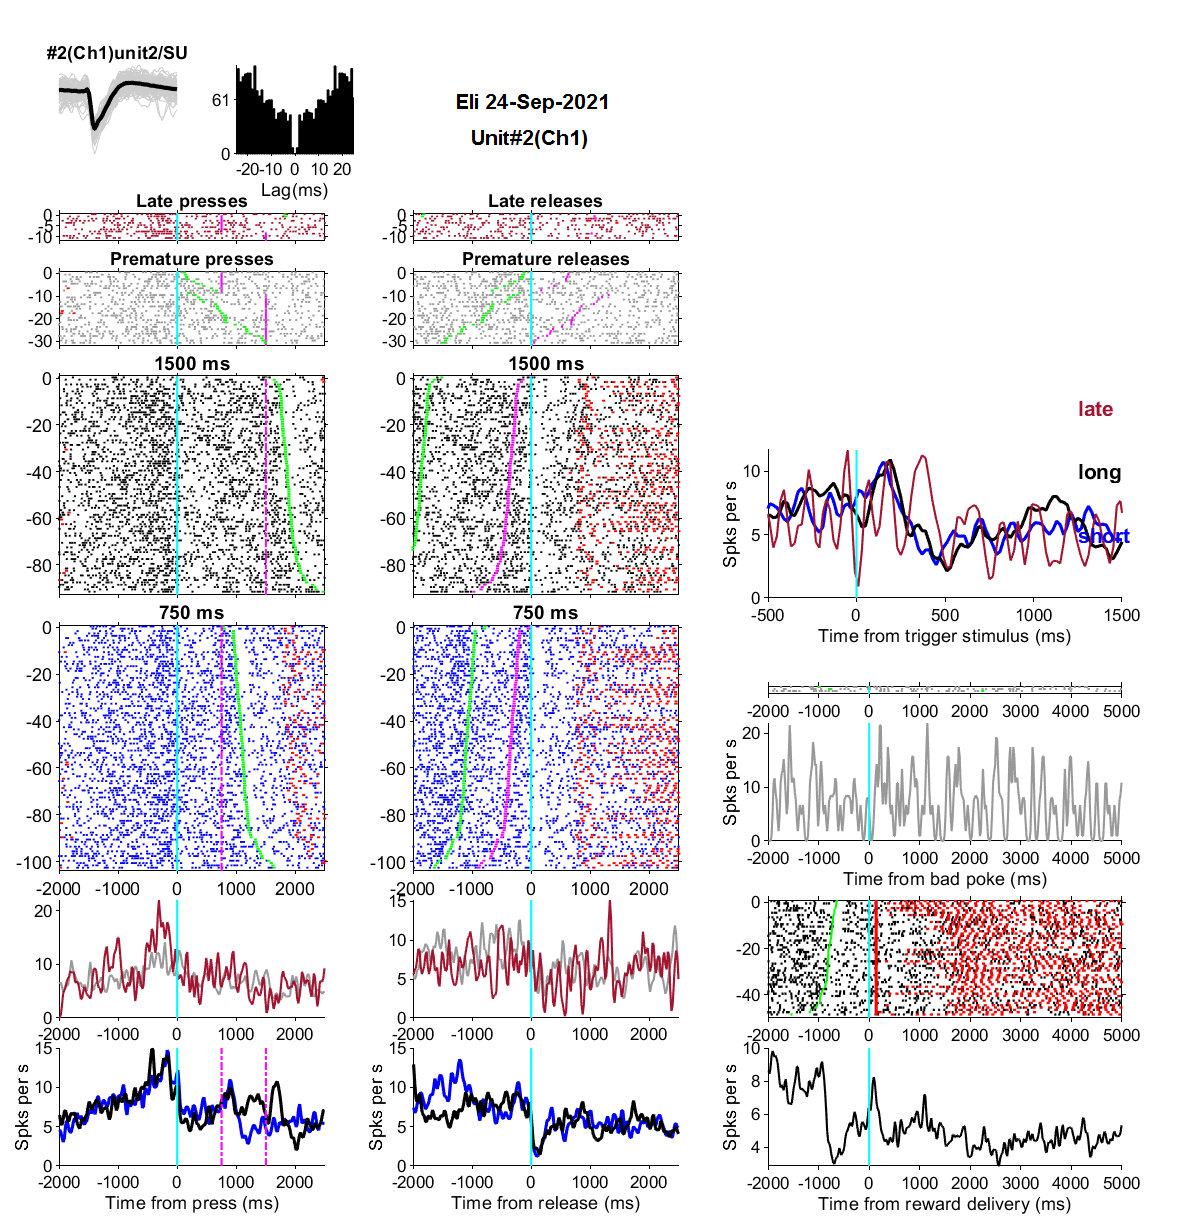 #2(Ch1)unit2/SU
61
0
-20 -10 0 10 20
Lag(ms)
Eli 24-Sep-2021
Unit#2(Ch1)
Late presses
0
-5
-10
Late releases
0
-5
-10
Premature presses
0
-10
-20
-30
Premature releases
0
-10
-20
-30
1500 ms
0
-20
-40
-60
-80
1500 ms
0
-20
-40
-60
-80
750 ms
0
-20
-40
-60
-80
-100
-2000 -1000 0 1000 2000
750 ms
0
-20
-40
-60
-80
-100
-2000 -1000 0 1000 2000
20
10
0
-2000 -1000 0 1000 2000
15
10
5
0
-2000 -1000 0 1000 2000
Spks per s
15
10
5
0
-2000 -1000 0 1000 2000
Time from press (ms)
Spks per s
15
10
5
0
-2000 -1000 0 1000 2000
Time from release (ms)
late
long
short
Spks per s
10
5
0
-500 0 500 1000 1500
Time from trigger stimulus (ms)
-2000 -1000 0 1000 2000 3000 4000 5000
Spks per s
20
10
0
-2000 -1000 0 1000 2000 3000 4000 5000
Time from bad poke (ms)
0
-20
-40
-2000 -1000 0 1000 2000 3000 4000 5000
Spks per s
10
8
6
4
-2000 -1000 0 1000 2000 3000 4000 5000
Time from reward delivery (ms)